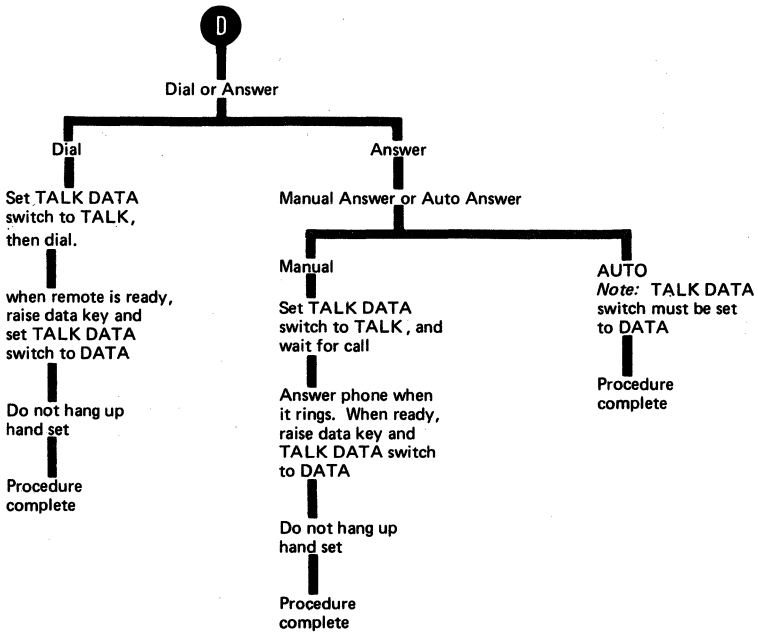 D
Dial or Answer
Dial
Set TALK DATA
switch to TALK,
then dial.
when remote is ready,
raise data key and
set TALK DATA
switch to DATA
Do not hang up
hand set
Procedure
complete
Answer
Manual Answer or Auto Answer
Manual
Set TALK DATA
switch to TALK, and
wait for call
Answer phone when
it rings. When ready,
raise data key and
TALK DATA switch
to DATA
Do not hang up
hand set
Procedure
complete
AUTO
Note: TALK DATA
switch must be set
to DATA
Procedure
complete